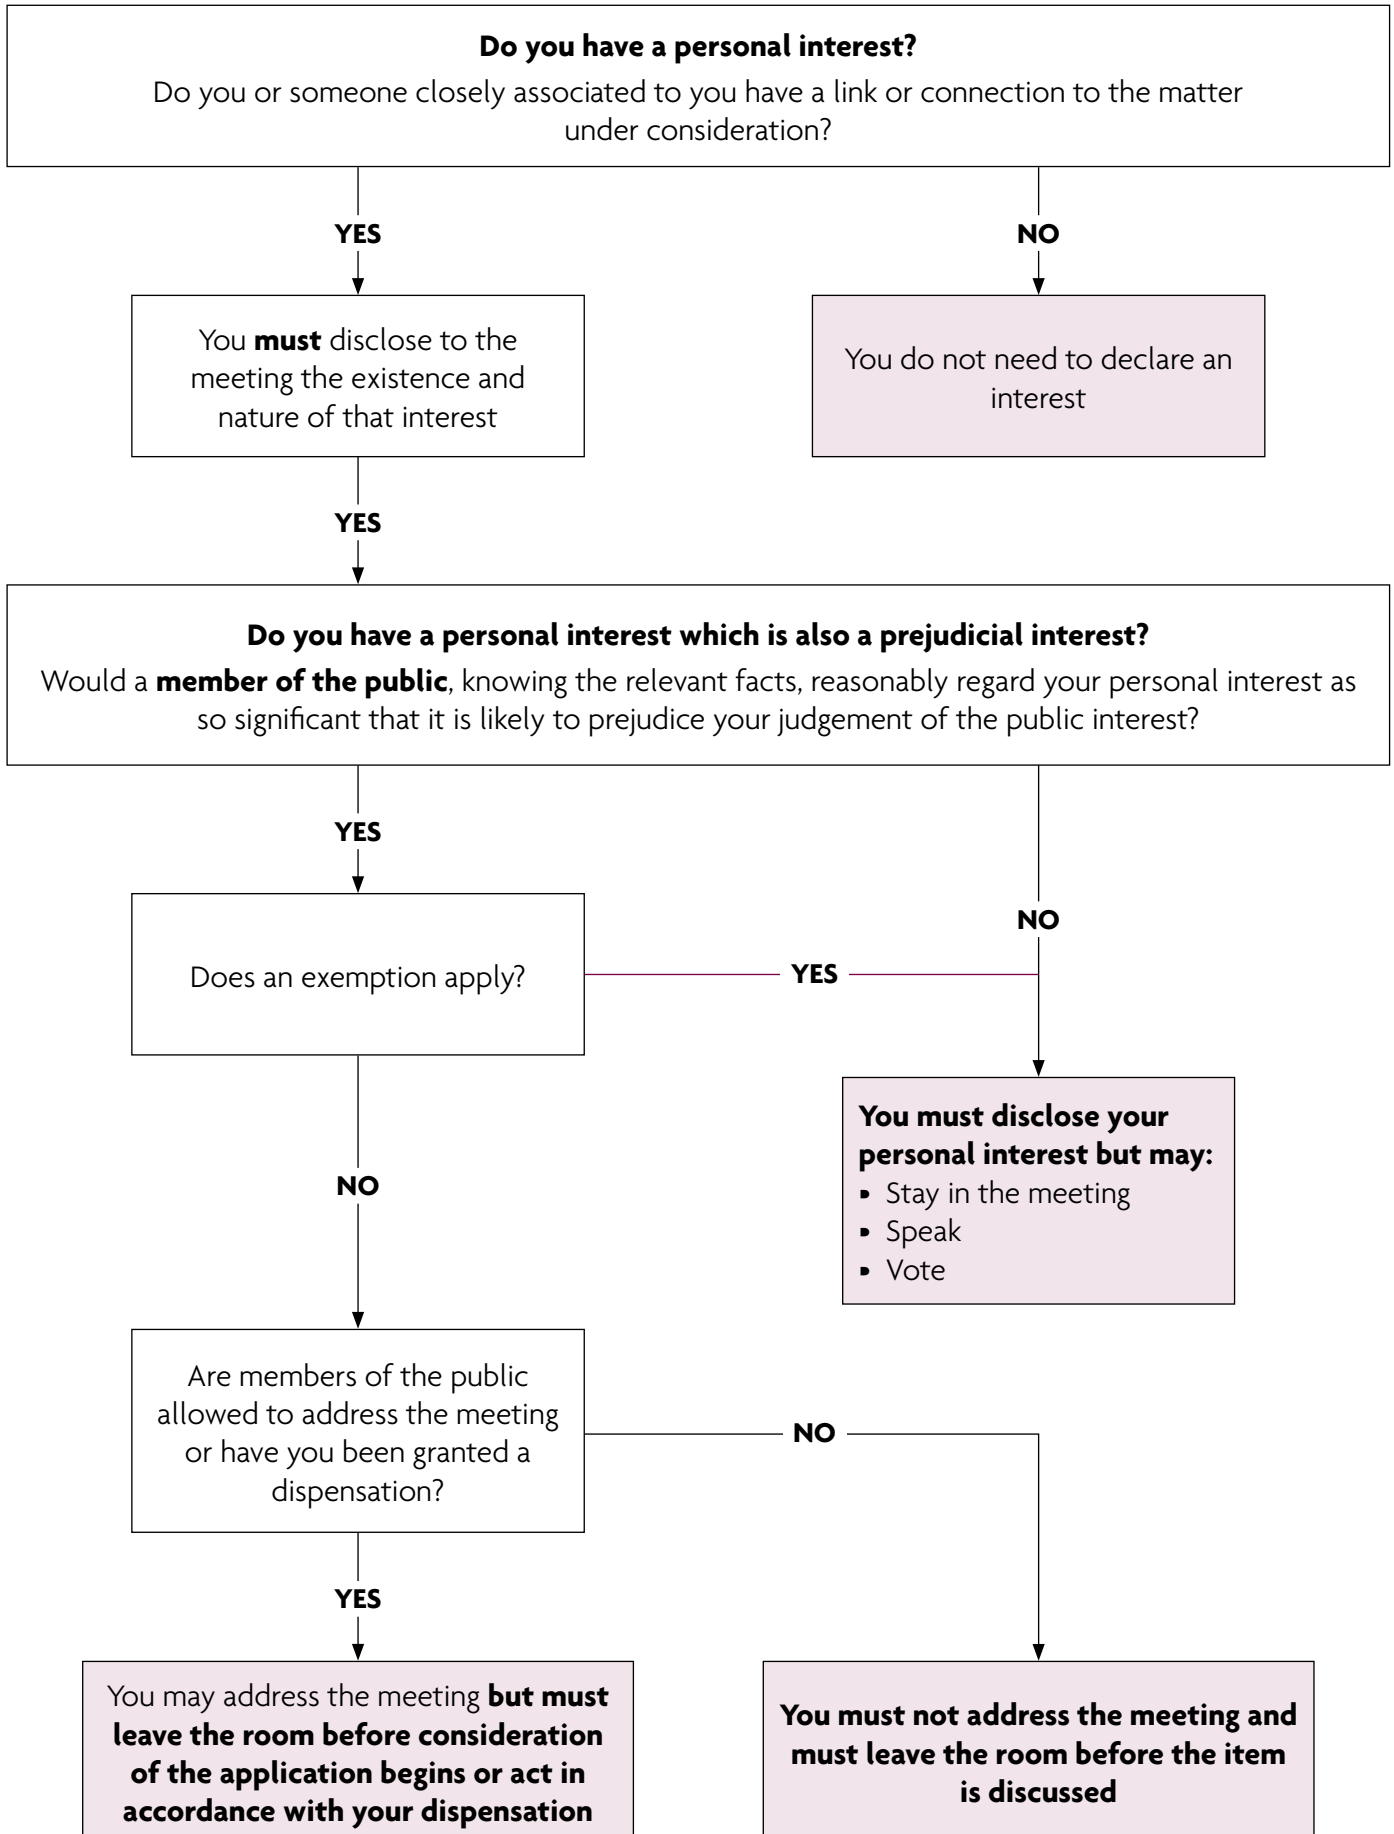 Do you have a personal interest?
Do you or someone closely associated to you have a link or connection to the matter
under consideration?
YES
NO
You must disclose to the
meeting the existence and
nature of that interest
You do not need to declare an
interest
YES
Do you have a personal interest which is also a prejudicial interest?
Would a member of the public, knowing the relevant facts, reasonably regard your personal interest as
so significant that it is likely to prejudice your judgement of the public interest?
YES
NO
Does an exemption apply?
YES
You must disclose your
personal interest but may:
• Stay in the meeting
• Speak
• Vote
NO
Are members of the public
allowed to address the meeting
or have you been granted a
dispensation?
NO
YES
You may address the meeting but must
leave the room before consideration
of the application begins or act in
accordance with your dispensation
You must not address the meeting and
must leave the room before the item
is discussed